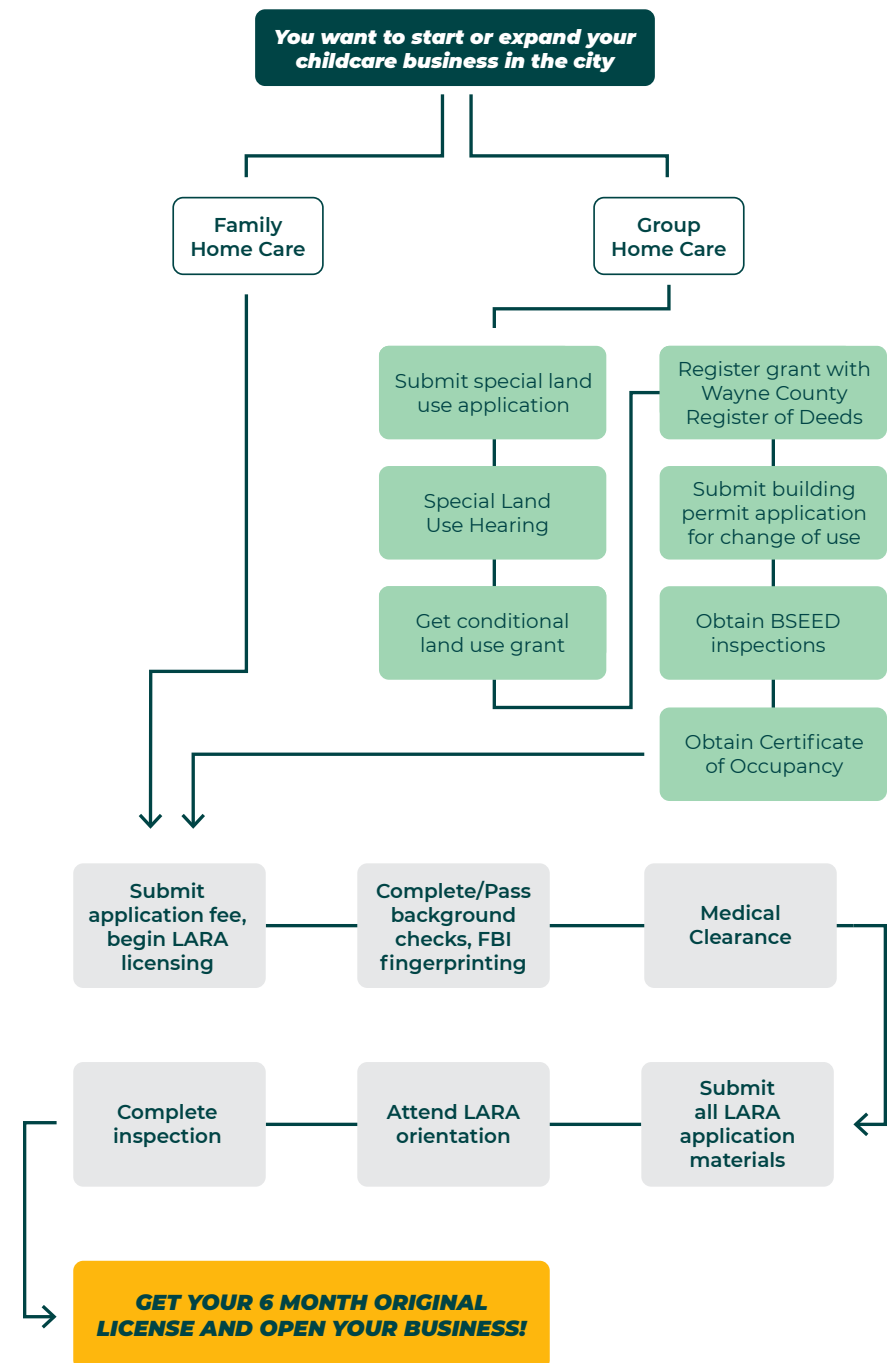 You want to start or expand your
childcare business in the city
Family
Home Care
Group
Home Care
Submit special land
use application
Special Land
Use Hearing
Get conditional
land use grant
Register grant with
Wayne County
Register of Deeds
Submit building
permit application
for change of use
Obtain BSEED
inspections
Obtain Certificate
of Occupancy
Submit
application fee,
begin LARA
licensing
Complete/Pass
background
checks, FBI
fingerprinting
Medical
Clearance
Submit
all LARA
application
materials
Attend LARA
orientation
Complete
inspection
GET YOUR 6 MONTH ORIGINAL
LICENSE AND OPEN YOUR BUSINESS!